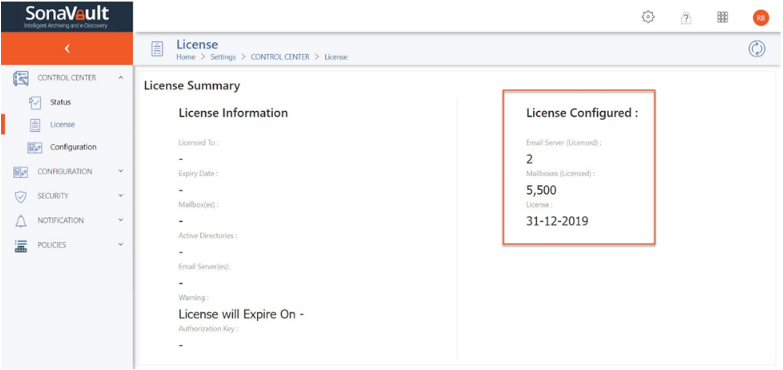 SonaVault
Intelligent Archiving and e-Discovery
RB
License
Home > Settings > CONTROL CENTER > License
CONTROL CENTER
Status
License
Configuration
CONFIGURATION
SECURITY
NOTIFICATION
POLICIES
License Summary
License Information
Licensed To :
-
Expiry Date :
-
Mailbox(es) :
-
Active Directories :
-
Email Server(es):
-
Warning :
License will Expire On -
Authorization Key :
-
License Configured :
Email Server (Licensed) :
2
Mailboxes (Licensed) :
5,500
License :
31-12-2019